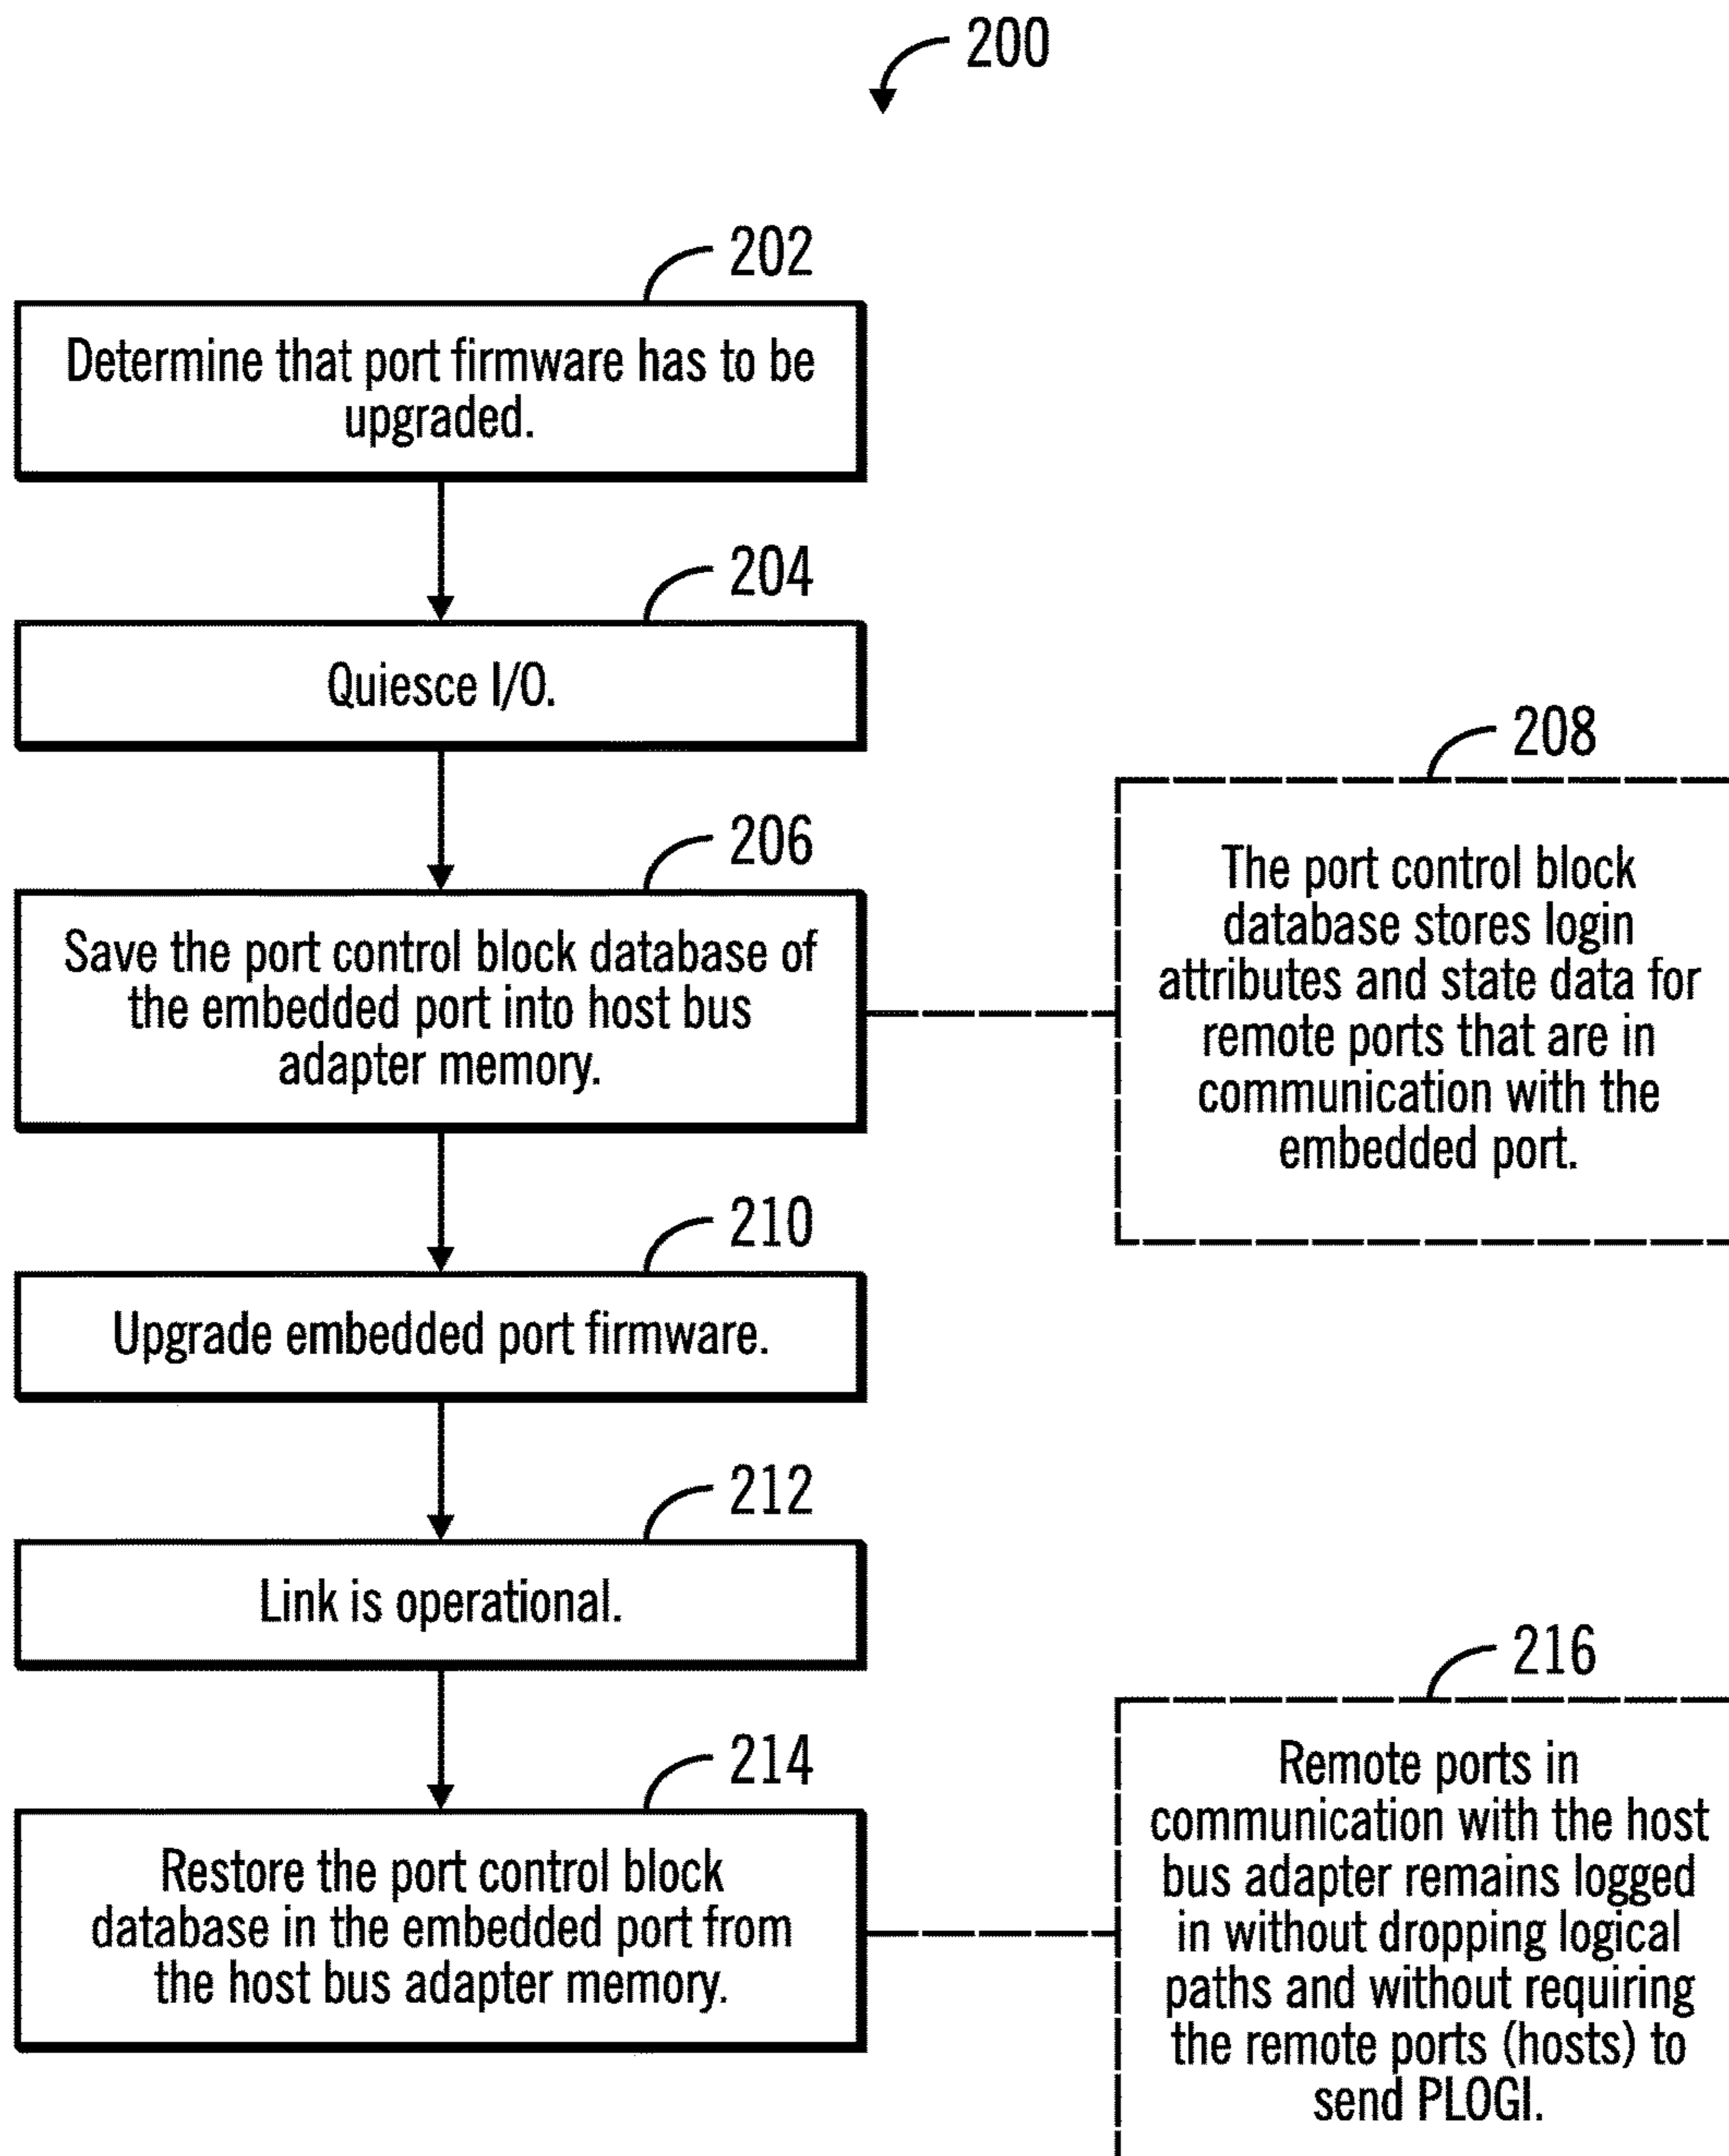 200
202
Determine that port firmware has to be
upgraded.
204
Quiesce I/O.
206
Save the port control block database of
the embedded port into host bus
adapter memory.
208
The port control block
database stores login
attributes and state data for
remote ports that are in
communication with the
embedded port.
210
Upgrade embedded port firmware.
212
Link is operational.
214
Restore the port control block
database in the embedded port from
the host bus adapter memory.
216
Remote ports in
communication with the host
bus adapter remains logged
in without dropping logical
paths and without requiring
the remote ports (hosts) to
send PLOGI.